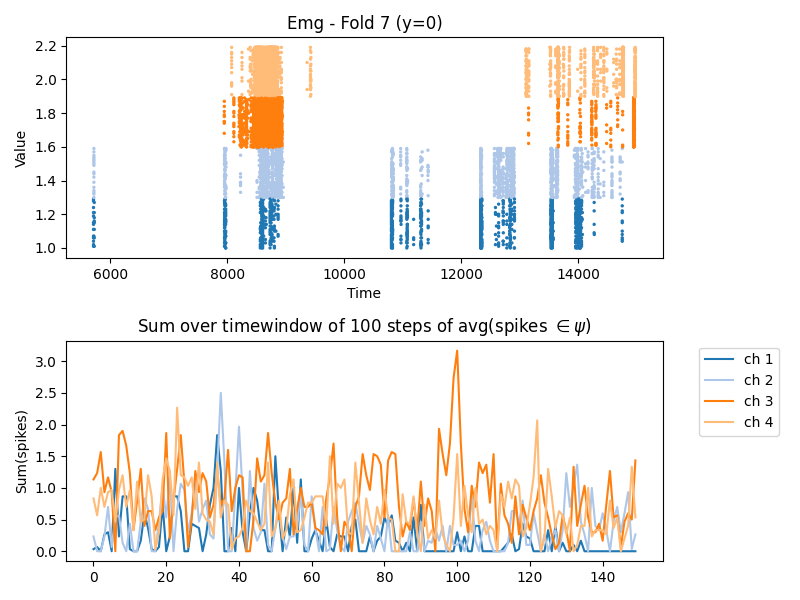 Emg - Fold 7 (y=0)
Value
2.2
2.0
1.8
1.6
1.4
1.2
1.0
6000 8000 10000 12000 14000
Time
Sum over timewindow of 100 steps of avg(spikes ∈ ψ)
Sum(spikes)
3.0
2.5
2.0
1.5
1.0
0.5
0.0
0 20 40 60 80 100 120 140
ch 1
ch 2
ch 3
ch 4